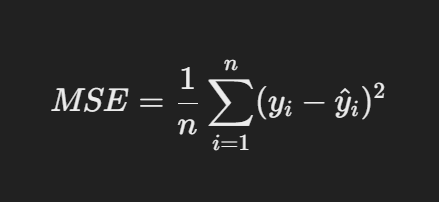 MSE = \frac{1}{n} \sum_{i=1}^{n} (y_i - \hat{y}_i)^2